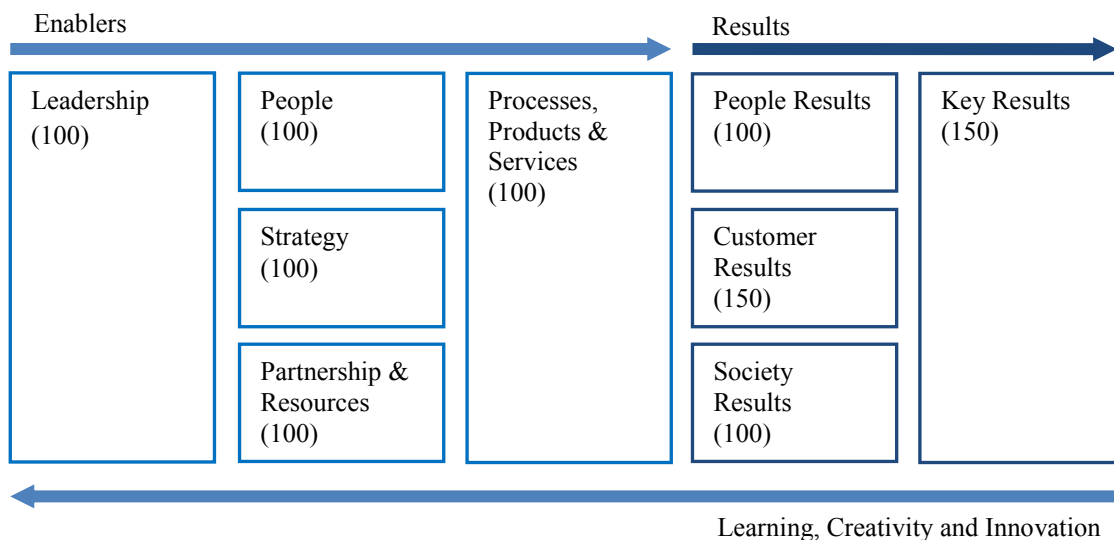 Enablers
Results
Leadership
(100)
People
(100)
Strategy
(100)
Partnership &
Resources
(100)
Processes,
Products &
Services
(100)
People Results
(100)
Customer
Results
(150)
Society
Results
(100)
Key Results
(150)
Learning, Creativity and Innovation